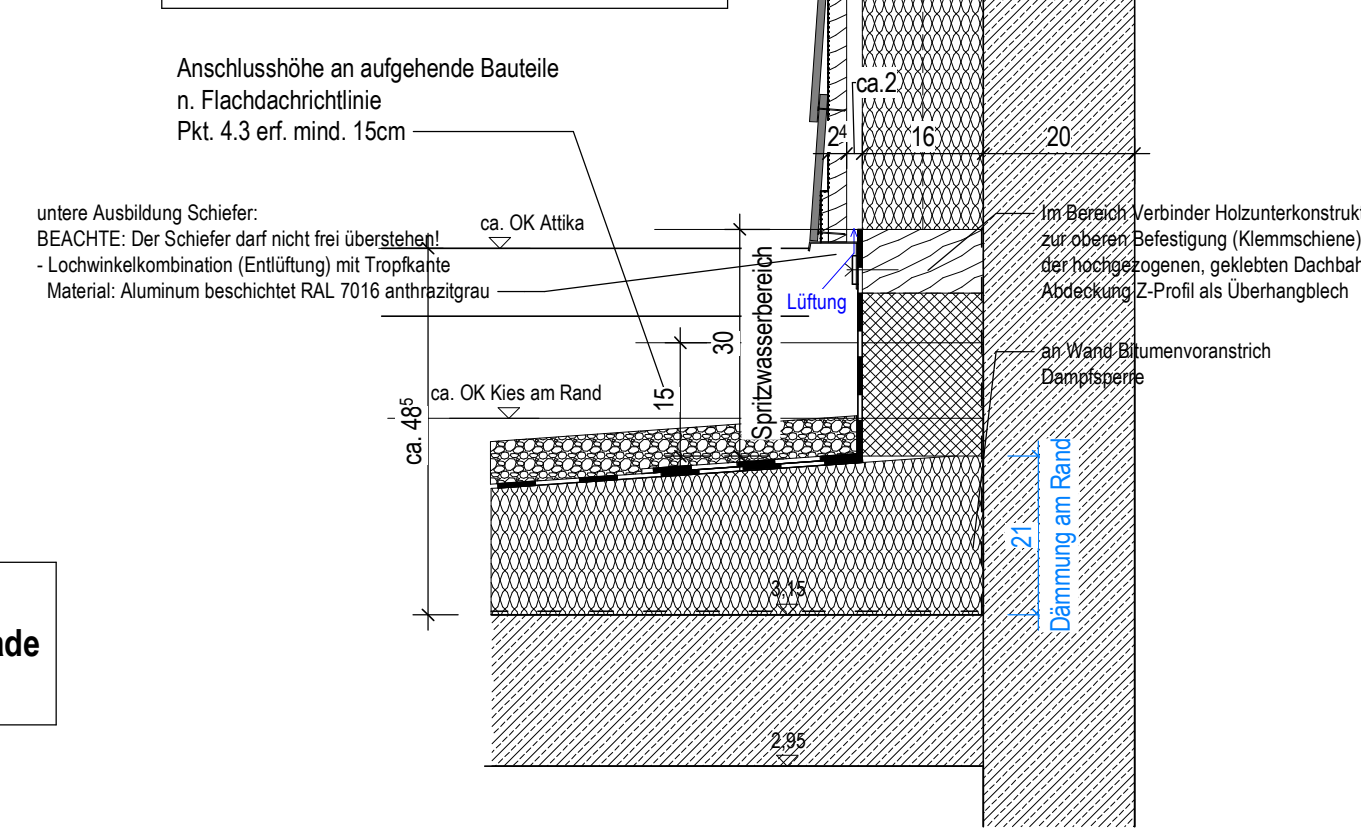 Anschlusshöhe an aufgehende Bauteile
n. Flachdachrichtlinie
Pkt. 4.3 erf. mind. 15cm
ca.2
2⁴
16
20
untere Ausbildung Schiefer:
BEACHTE: Der Schiefer darf nicht frei überstehen!
- Lochwinkelkombination (Entlüftung) mit Tropfkante
Material: Aluminum beschichtet RAL 7016 anthrazitgrau
ca. OK Attika
Im Bereich Verbinder Holzunterkonstrukt
zur oberen Befestigung (Klemmschiene)
der hochgezogenen, geklebten Dachbah
Abdeckung Z-Profil als Überhangblech
Lüftung
30
Spritzwasserbereich
an Wand Bitumenvoranstrich
Dampfsperre
15
ca. OK Kies am Rand
ca. 48⁵
21
Dämmung am Rand
3,15
ade
2,95